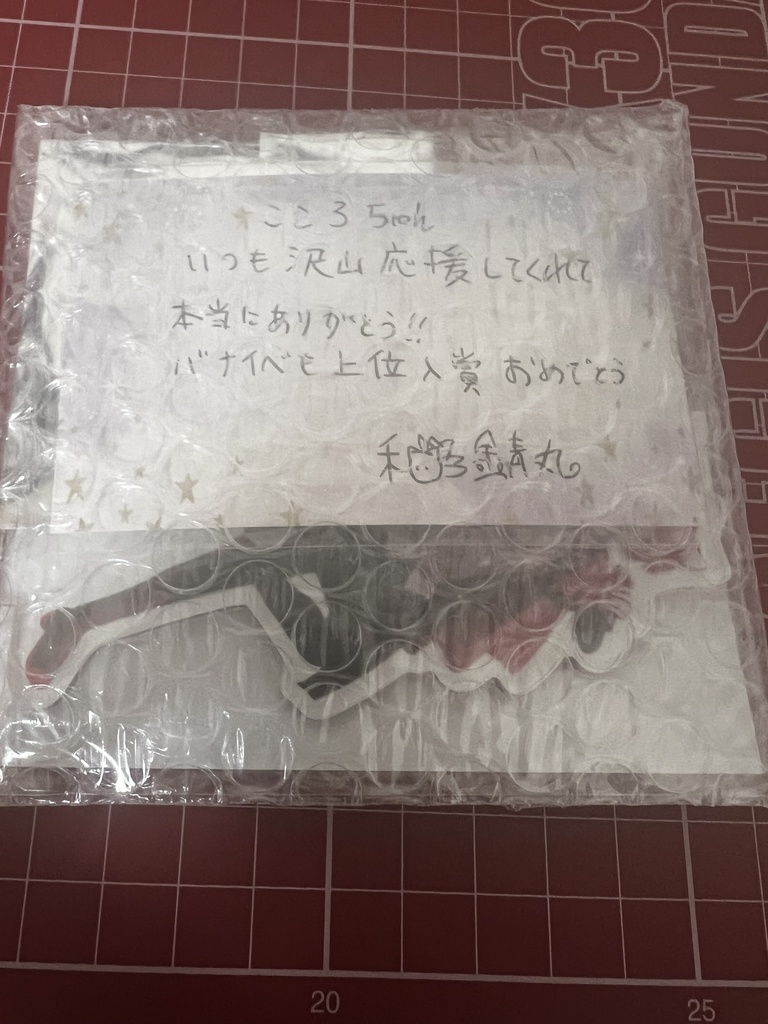 こころちゃん
いつも沢山応援してくれて
本当にありがとう!!
バナイベも上位入賞おめでとう
20
25